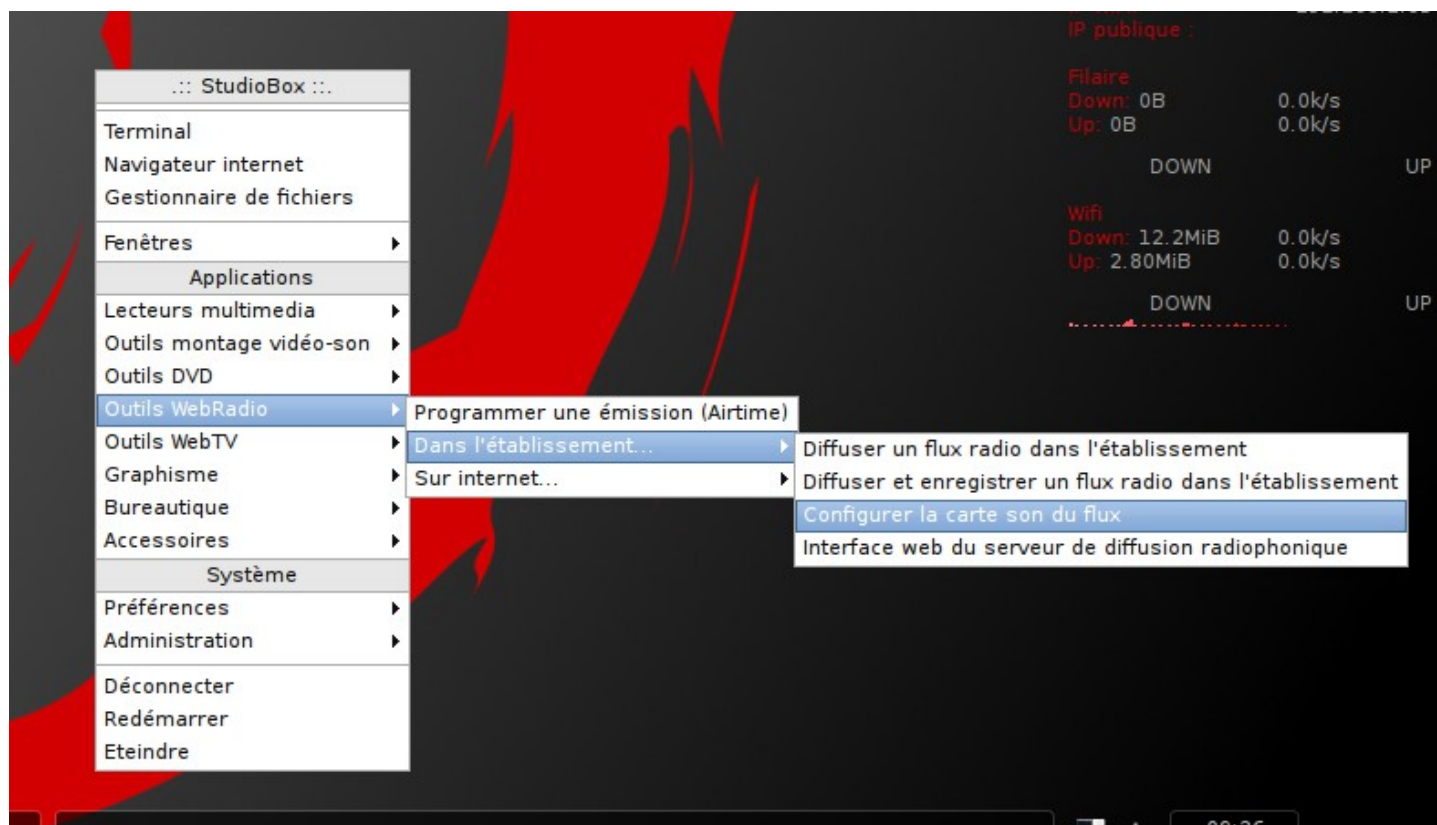 IP publique :
.:: StudioBox ::.
Terminal
Navigateur internet
Gestionnaire de fichiers
Fenêtres
Applications
Lecteurs multimedia
Outils montage vidéo-son
Outils DVD
Outils WebRadio
Outils WebTV
Graphisme
Bureautique
Accessoires
Système
Préférences
Administration
Déconnecter
Redémarrer
Eteindre
Programmer une émission (Airtime)
Dans l'établissement...
Sur internet...
Diffuser un flux radio dans l'établissement
Diffuser et enregistrer un flux radio dans l'établissement
Configurer la carte son du flux
Interface web du serveur de diffusion radiophonique
Filaire
Down: 0B 0.0k/s
Up: 0B 0.0k/s
DOWN UP
Wifi
Down: 12.2MiB 0.0k/s
Up: 2.80MiB 0.0k/s
DOWN UP